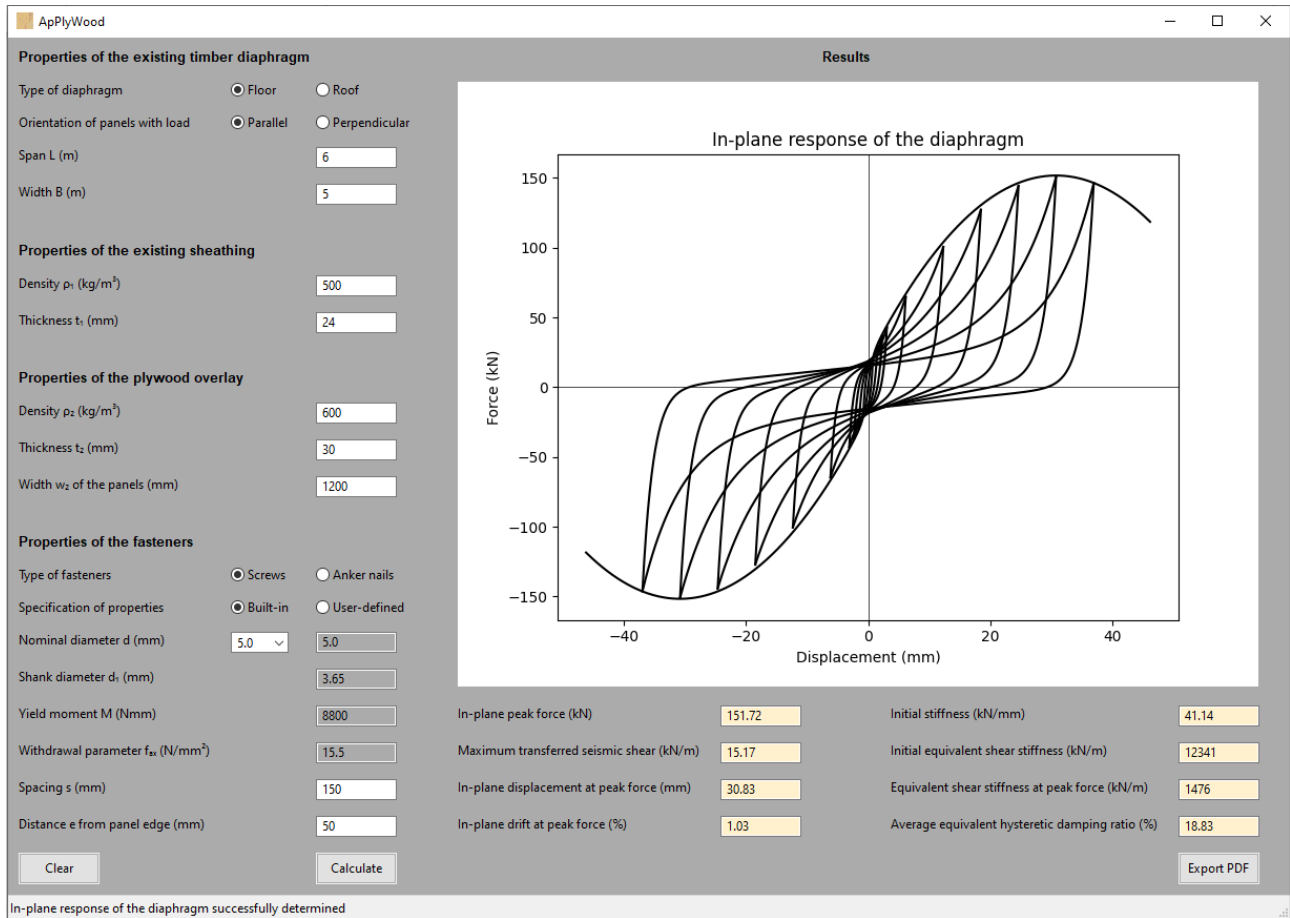 ApPlyWood
Properties of the existing timber diaphragm
Type of diaphragm Floor Roof
Orientation of panels with load Parallel Perpendicular
Span L (m) 6
Width B (m) 5
Properties of the existing sheathing
Density ρ₁ (kg/m³) 500
Thickness t₁ (mm) 24
Properties of the plywood overlay
Density ρ₂ (kg/m³) 600
Thickness t₂ (mm) 30
Width w₂ of the panels (mm) 1200
Properties of the fasteners
Type of fasteners Screws Anker nails
Specification of properties Built-in User-defined
Nominal diameter d (mm) 5.0 5.0
Shank diameter d₁ (mm) 3.65
Yield moment M (Nmm) 8800
Withdrawal parameter fₐₓ (N/mm²) 15.5
Spacing s (mm) 150
Distance e from panel edge (mm) 50
Clear Calculate
Results
In-plane response of the diaphragm
Force (kN)
150
100
50
0
−50
−100
−150
−40 −20 0 20 40
Displacement (mm)
In-plane peak force (kN) 151.72
Maximum transferred seismic shear (kN/m) 15.17
In-plane displacement at peak force (mm) 30.83
In-plane drift at peak force (%) 1.03
Initial stiffness (kN/mm) 41.14
Initial equivalent shear stiffness (kN/m) 12341
Equivalent shear stiffness at peak force (kN/m) 1476
Average equivalent hysteretic damping ratio (%) 18.83
Export PDF
In-plane response of the diaphragm successfully determined